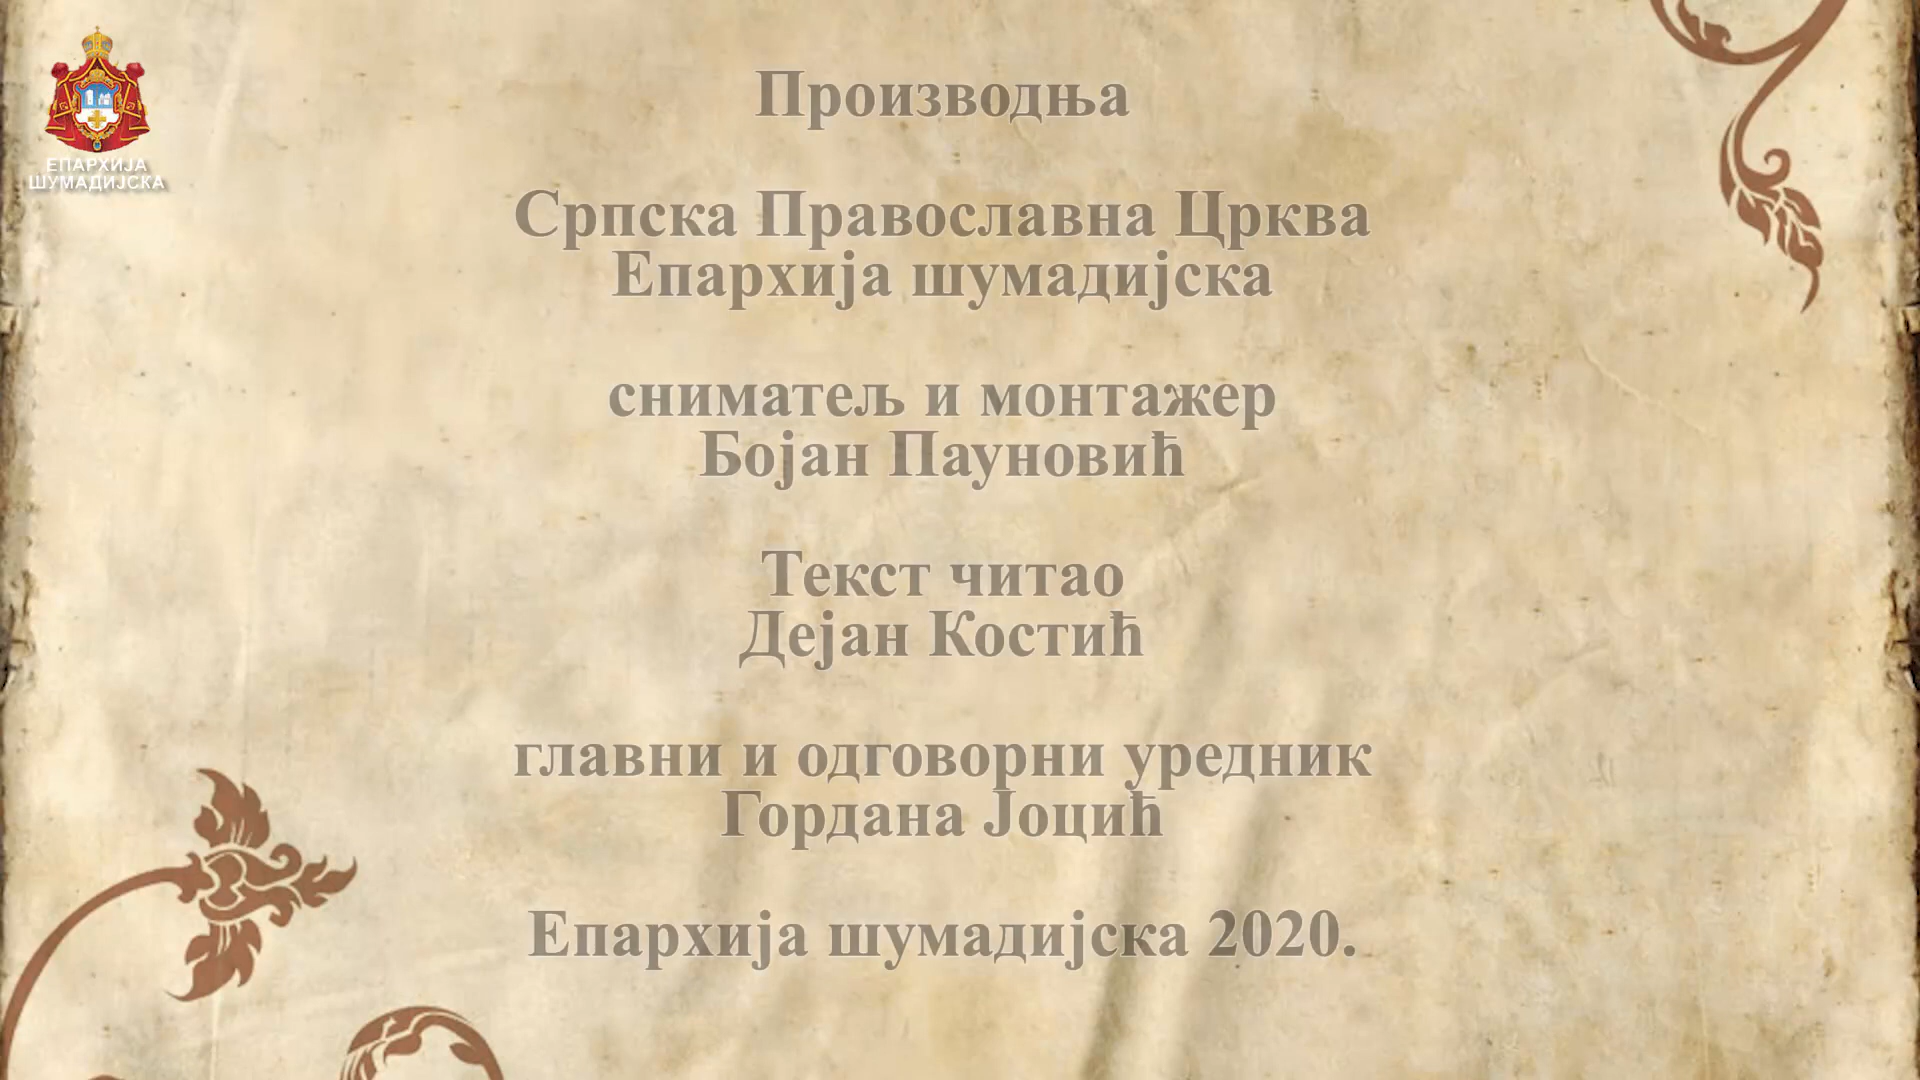 ЕПАРХИЈА
ШУМАДИЈСКА
Производња
Српска Православна Црква
Епархија шумадијска
сниматељ и монтажер
Бојан Пауновић
Текст читао
Дејан Костић
главни и одговорни уредник
Гордана Јоцић
Епархија шумадијска 2020.